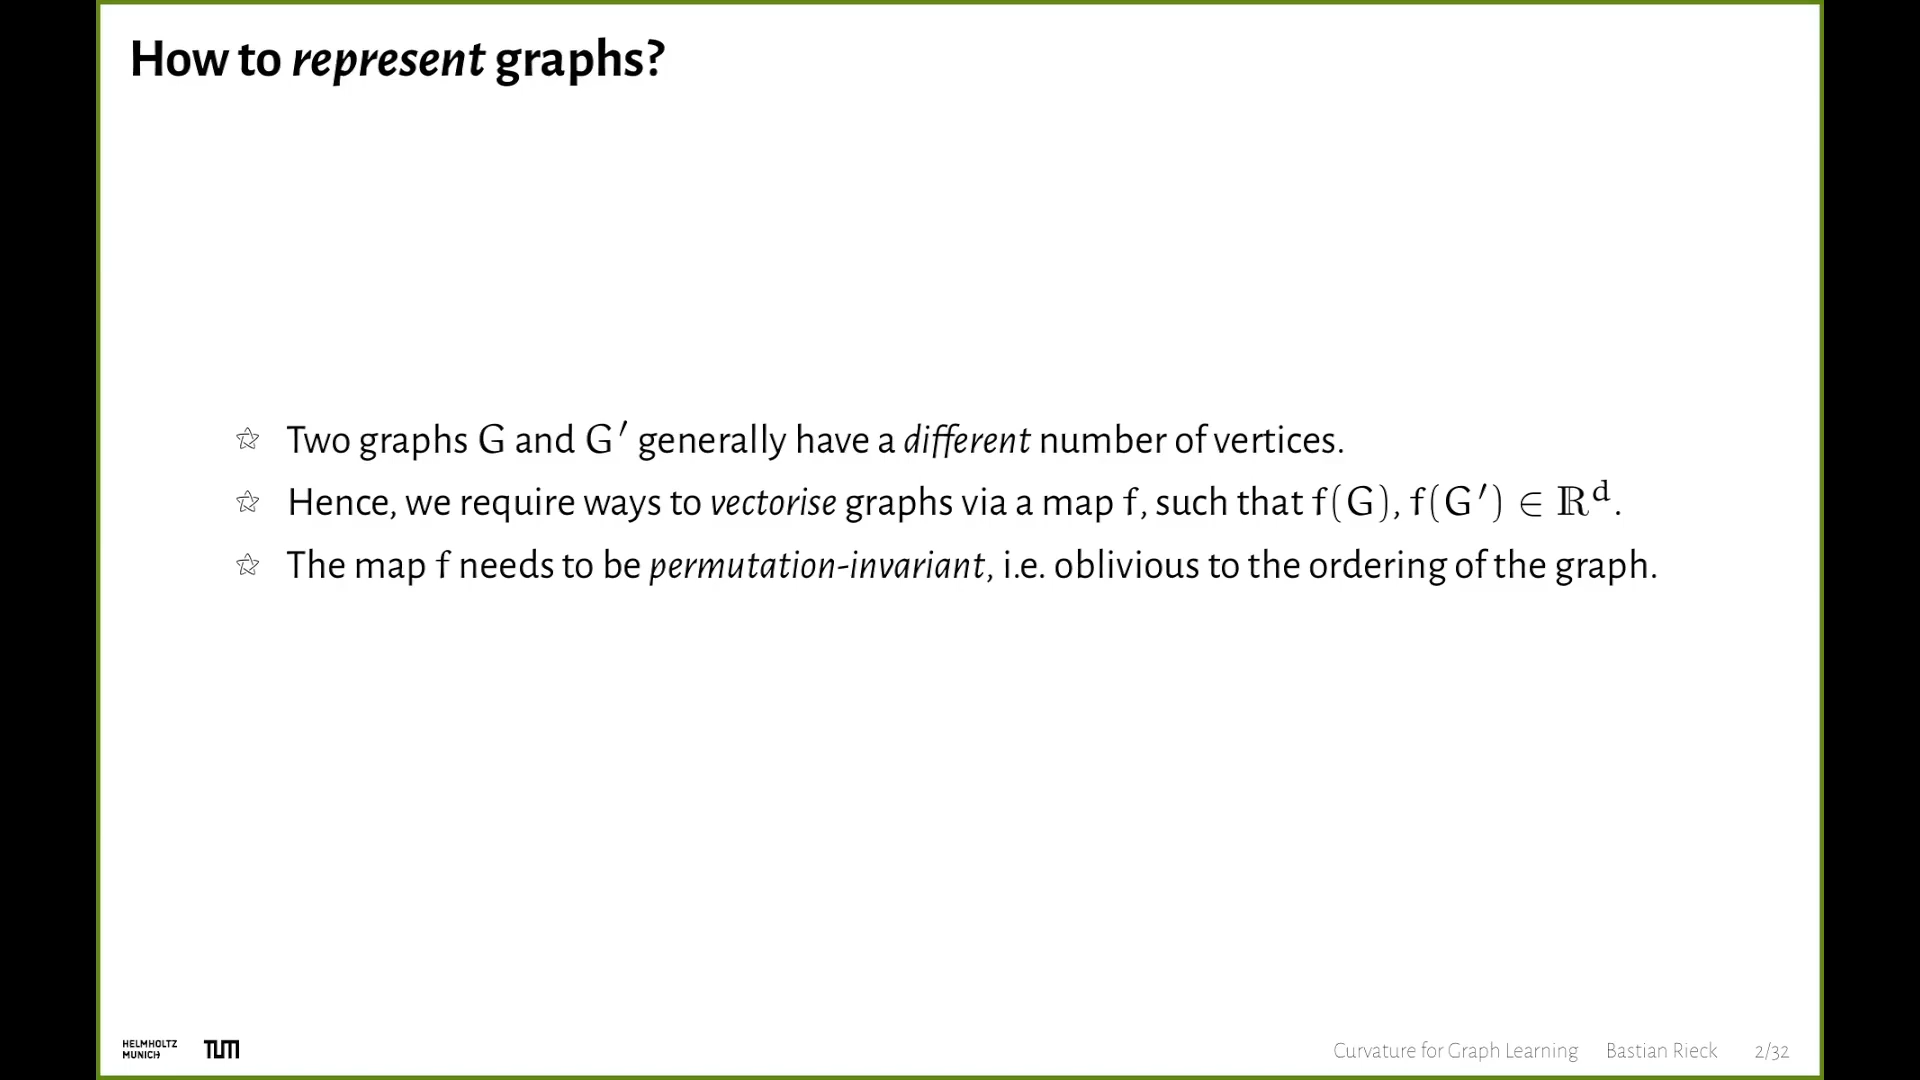 How to represent graphs?
☆ Two graphs G and G′ generally have a different number of vertices.
☆ Hence, we require ways to vectorise graphs via a map f, such that f(G), f(G′) ∈ ℝᵈ.
☆ The map f needs to be permutation-invariant, i.e. oblivious to the ordering of the graph.
HELMHOLTZ
MUNICH
TUM
Curvature for Graph Learning Bastian Rieck 2/32